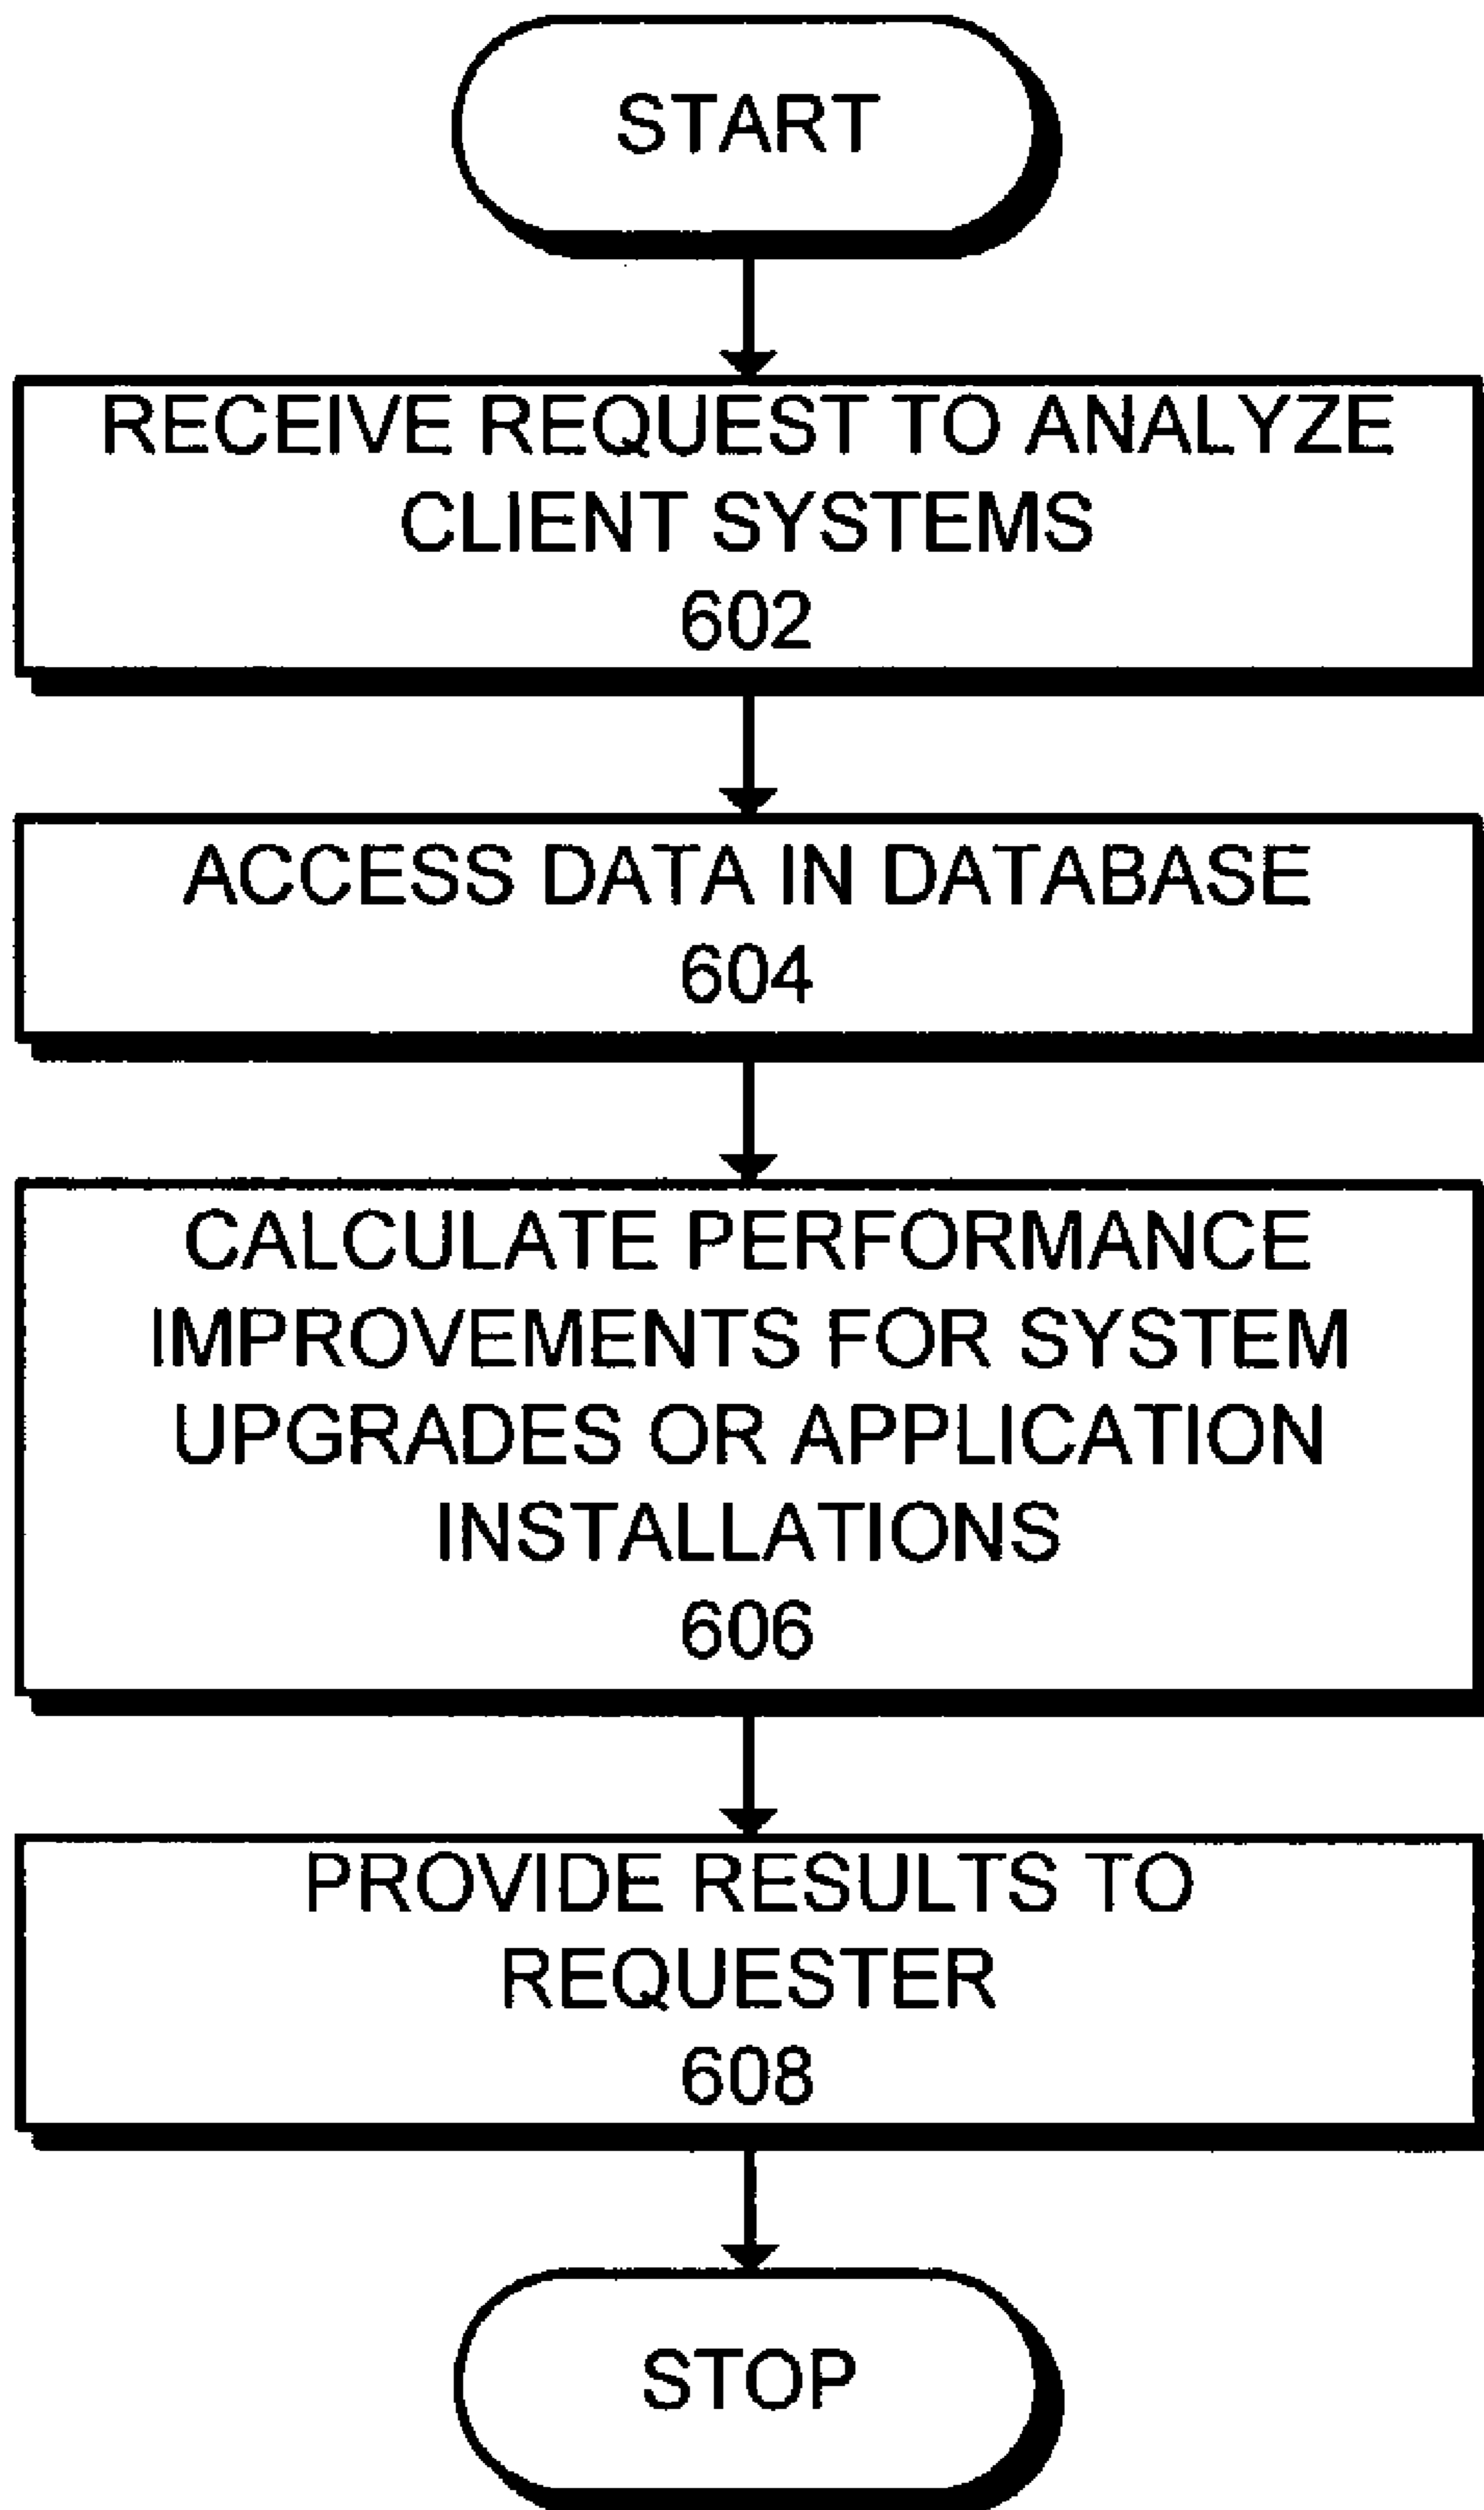 START
RECEIVE REQUEST TO ANALYZE
CLIENT SYSTEMS
602
ACCESS DATA IN DATABASE
604
CALCULATE PERFORMANCE
IMPROVEMENTS FOR SYSTEM
UPGRADES OR APPLICATION
INSTALLATIONS
606
PROVIDE RESULTS TO
REQUESTER
608
STOP